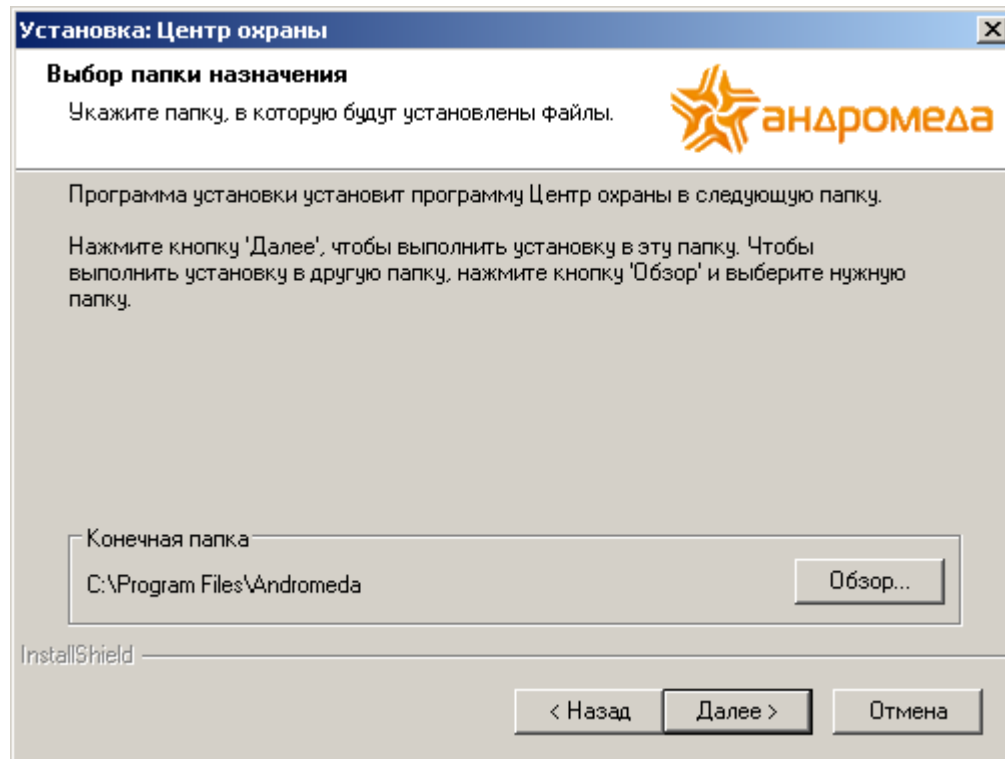 Установка: Центр охраны
Выбор папки назначения
Укажите папку, в которую будут установлены файлы.
андромеда
Программа установки установит программу Центр охраны в следующую папку.
Нажмите кнопку 'Далее', чтобы выполнить установку в эту папку. Чтобы
выполнить установку в другую папку, нажмите кнопку 'Обзор' и выберите нужную
папку.
Конечная папка
C:\Program Files\Andromeda
Обзор...
InstallShield
< Назад
Далее >
Отмена